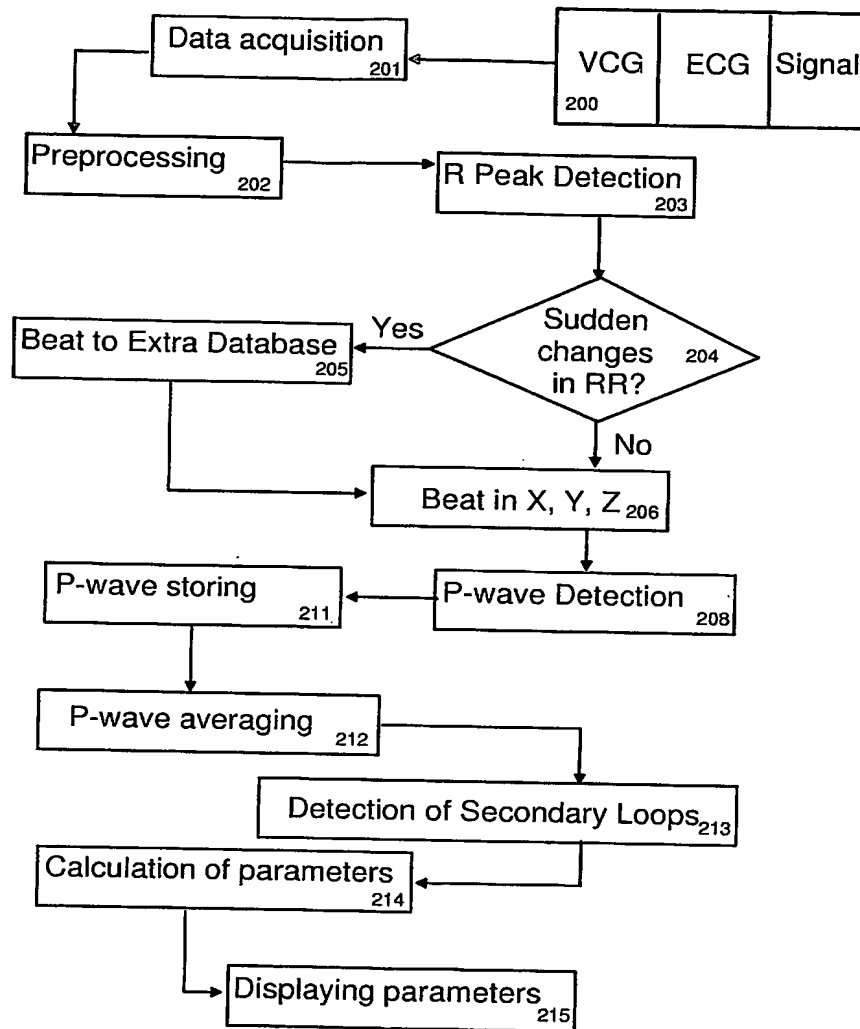 Data acquisition
201
VCG
ECG
Signal
200
Preprocessing
202
R Peak Detection
203
Sudden
changes
in RR?
204
Yes
Beat to Extra Database
205
No
Beat in X, Y, Z
206
P-wave storing
211
P-wave Detection
208
P-wave averaging
212
Detection of Secondary Loops
213
Calculation of parameters
214
Displaying parameters
215